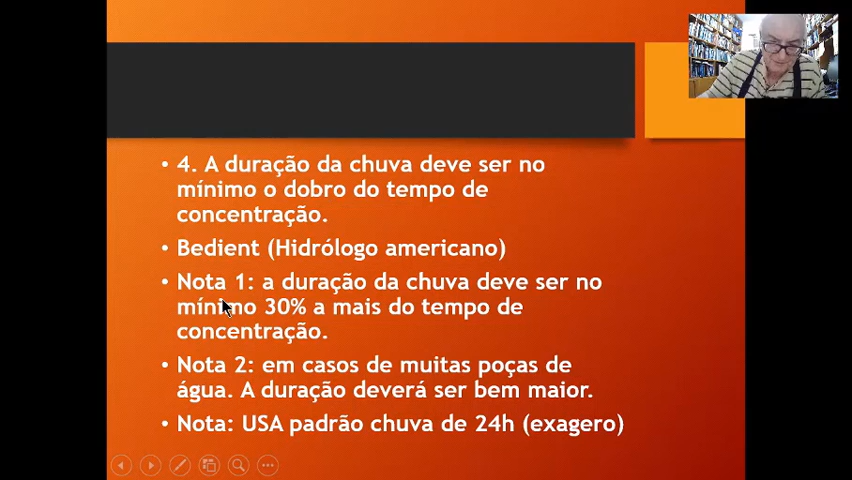 • 4. A duração da chuva deve ser no
mínimo o dobro do tempo de
concentração.
• Bedient (Hidrólogo americano)
• Nota 1: a duração da chuva deve ser no
mínimo 30% a mais do tempo de
concentração.
• Nota 2: em casos de muitas poças de
água. A duração deverá ser bem maior.
• Nota: USA padrão chuva de 24h (exagero)